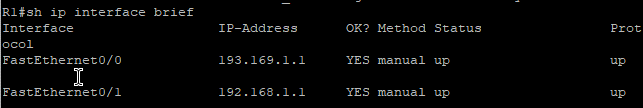 R1#sh ip interface brief
Interface IP-Address OK? Method Status Prot
ocol
FastEthernet0/0 193.169.1.1 YES manual up up
FastEthernet0/1 192.168.1.1 YES manual up up